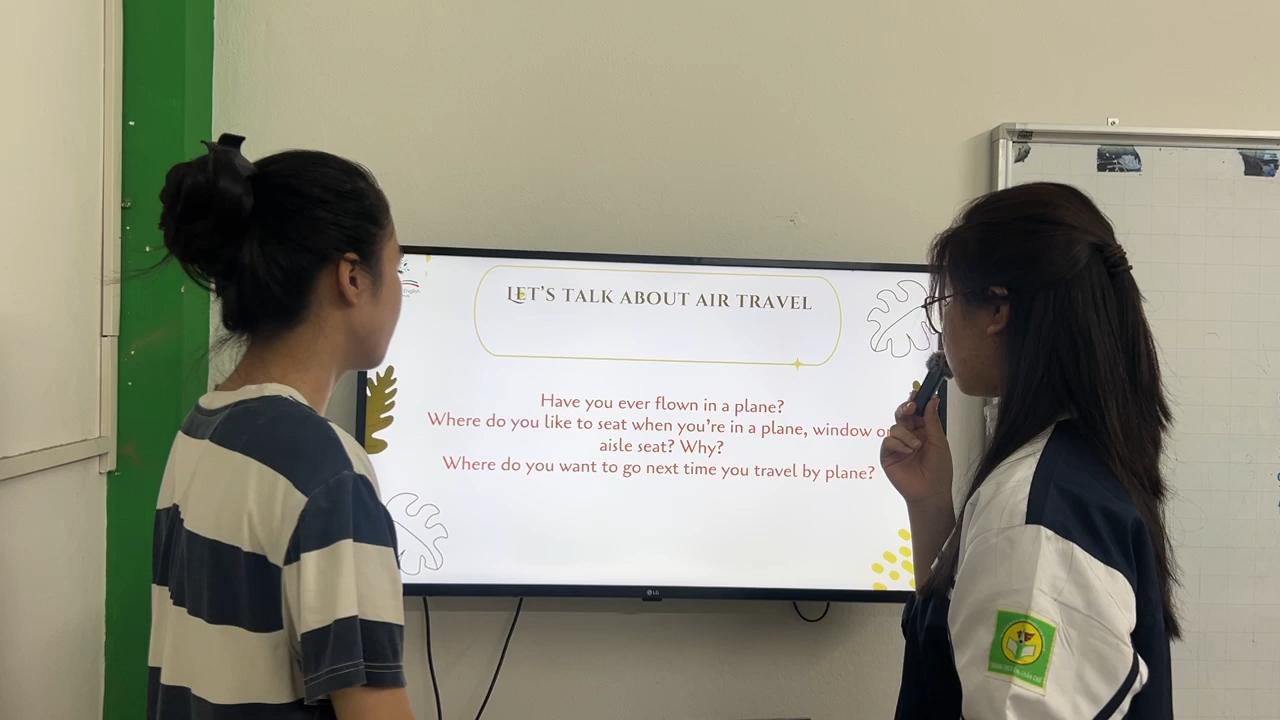 English
LET'S TALK ABOUT AIR TRAVEL
Have you ever flown in a plane?
Where do you like to seat when you're in a plane, window or
aisle seat? Why?
Where do you want to go next time you travel by plane?
LG